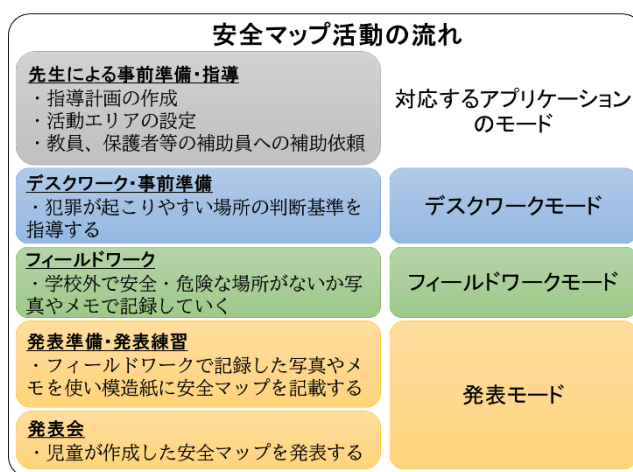 安全マップ活動の流れ
先生による事前準備・指導
・指導計画の作成
・活動エリアの設定
・教員、保護者等の補助員への補助依頼
対応するアプリケーション
のモード
デスクワーク・事前準備
・犯罪が起こりやすい場所の判断基準を
指導する
デスクワークモード
フィールドワーク
・学校外で安全・危険な場所がないか写
真やメモで記録していく
フィールドワークモード
発表準備・発表練習
・フィールドワークで記録した写真やメ
モを使い模造紙に安全マップを記載する
発表モード
発表会
・児童が作成した安全マップを発表する